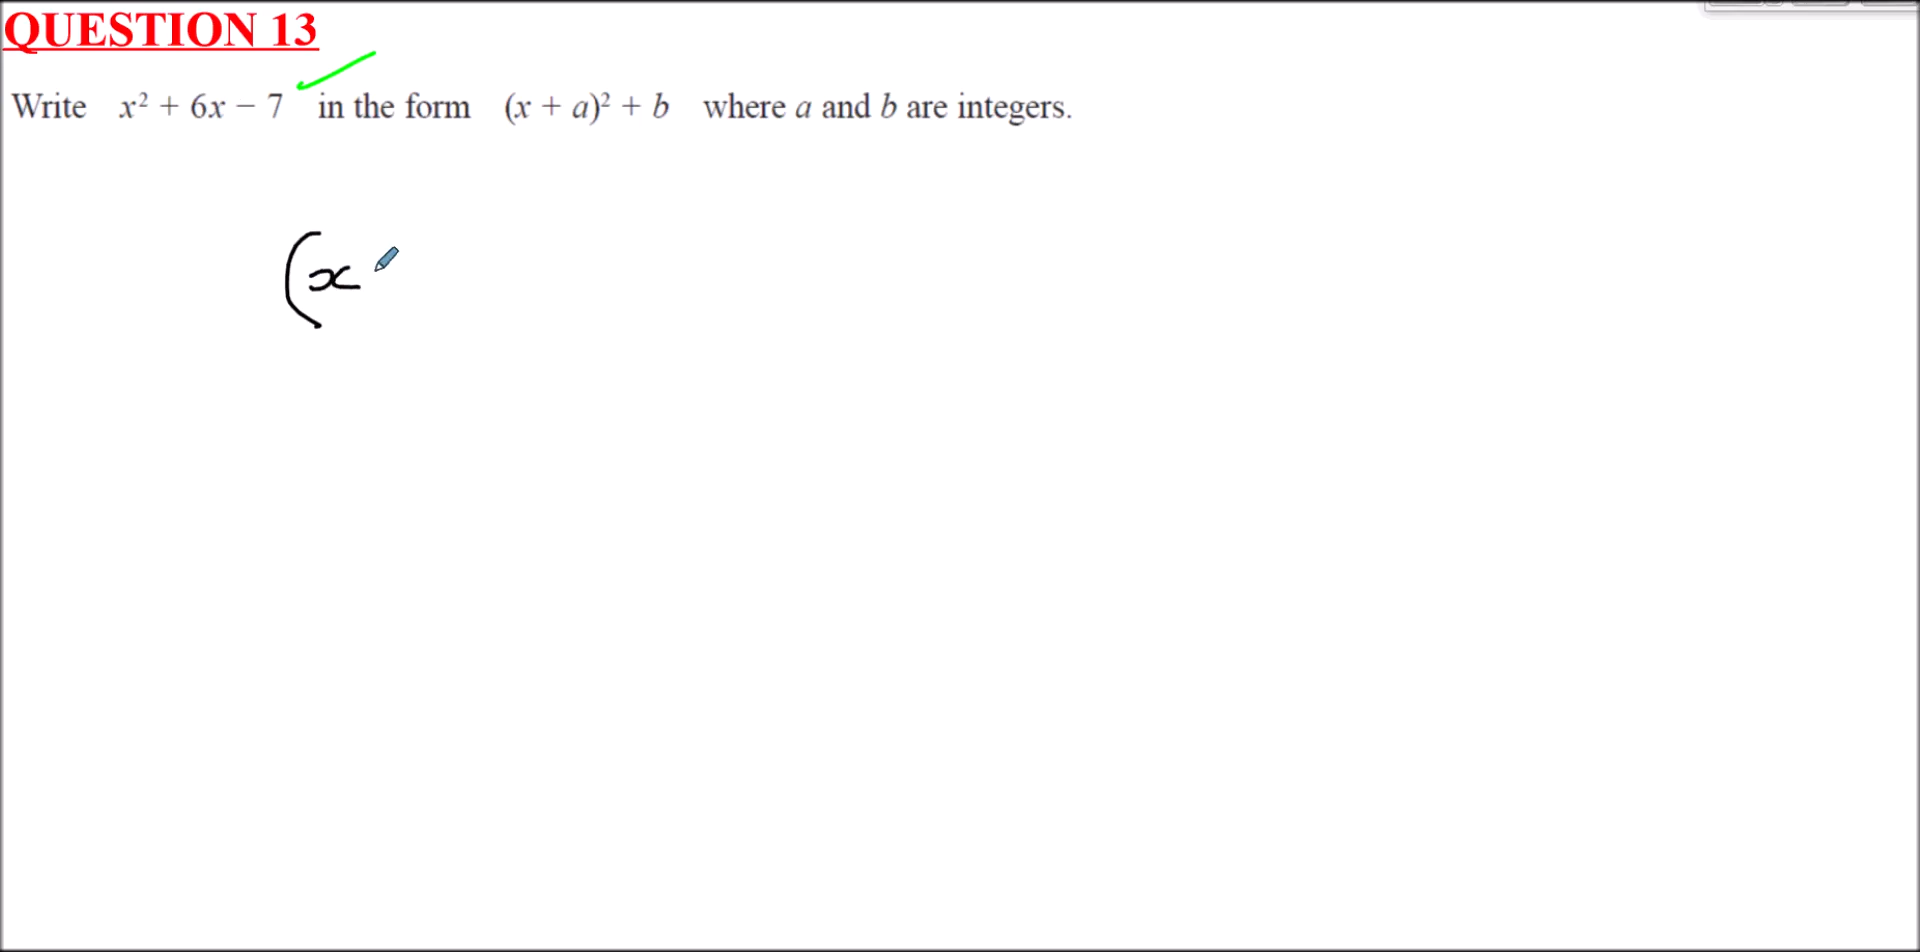 QUESTION 13
Write x² + 6x − 7 in the form (x + a)² + b where a and b are integers.
(x